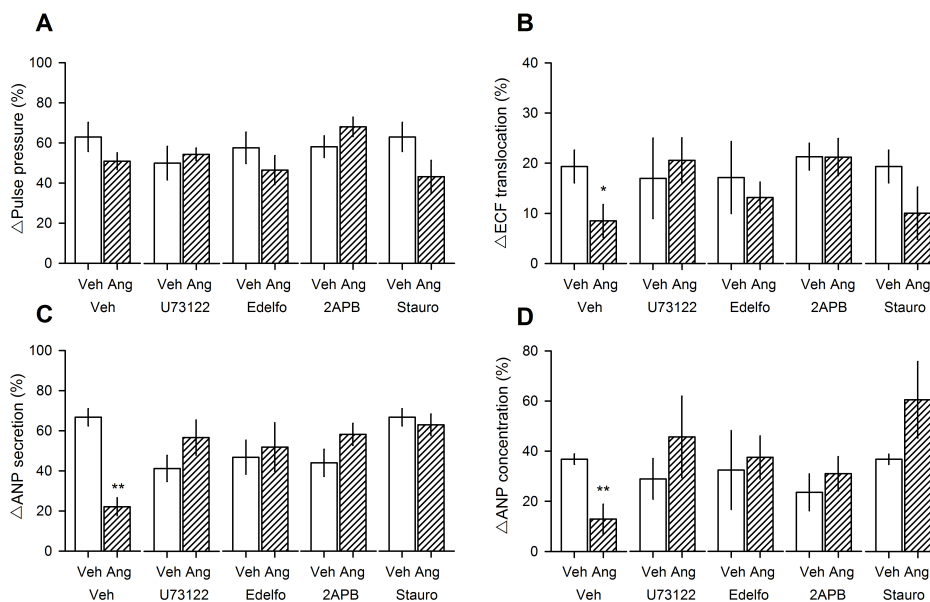 A
△Pulse pressure (%)
100
80
60
40
20
0
Veh Ang Veh Ang Veh Ang Veh Ang Veh Ang
Veh U73122 Edelfo 2APB Stauro
B
△ECF translocation (%)
40
30
20
10
0
*
Veh Ang Veh Ang Veh Ang Veh Ang Veh Ang
Veh U73122 Edelfo 2APB Stauro
C
△ANP secretion (%)
100
80
60
40
20
0
**
Veh Ang Veh Ang Veh Ang Veh Ang Veh Ang
Veh U73122 Edelfo 2APB Stauro
D
△ANP concentration (%)
80
60
40
20
0
**
Veh Ang Veh Ang Veh Ang Veh Ang Veh Ang
Veh U73122 Edelfo 2APB Stauro